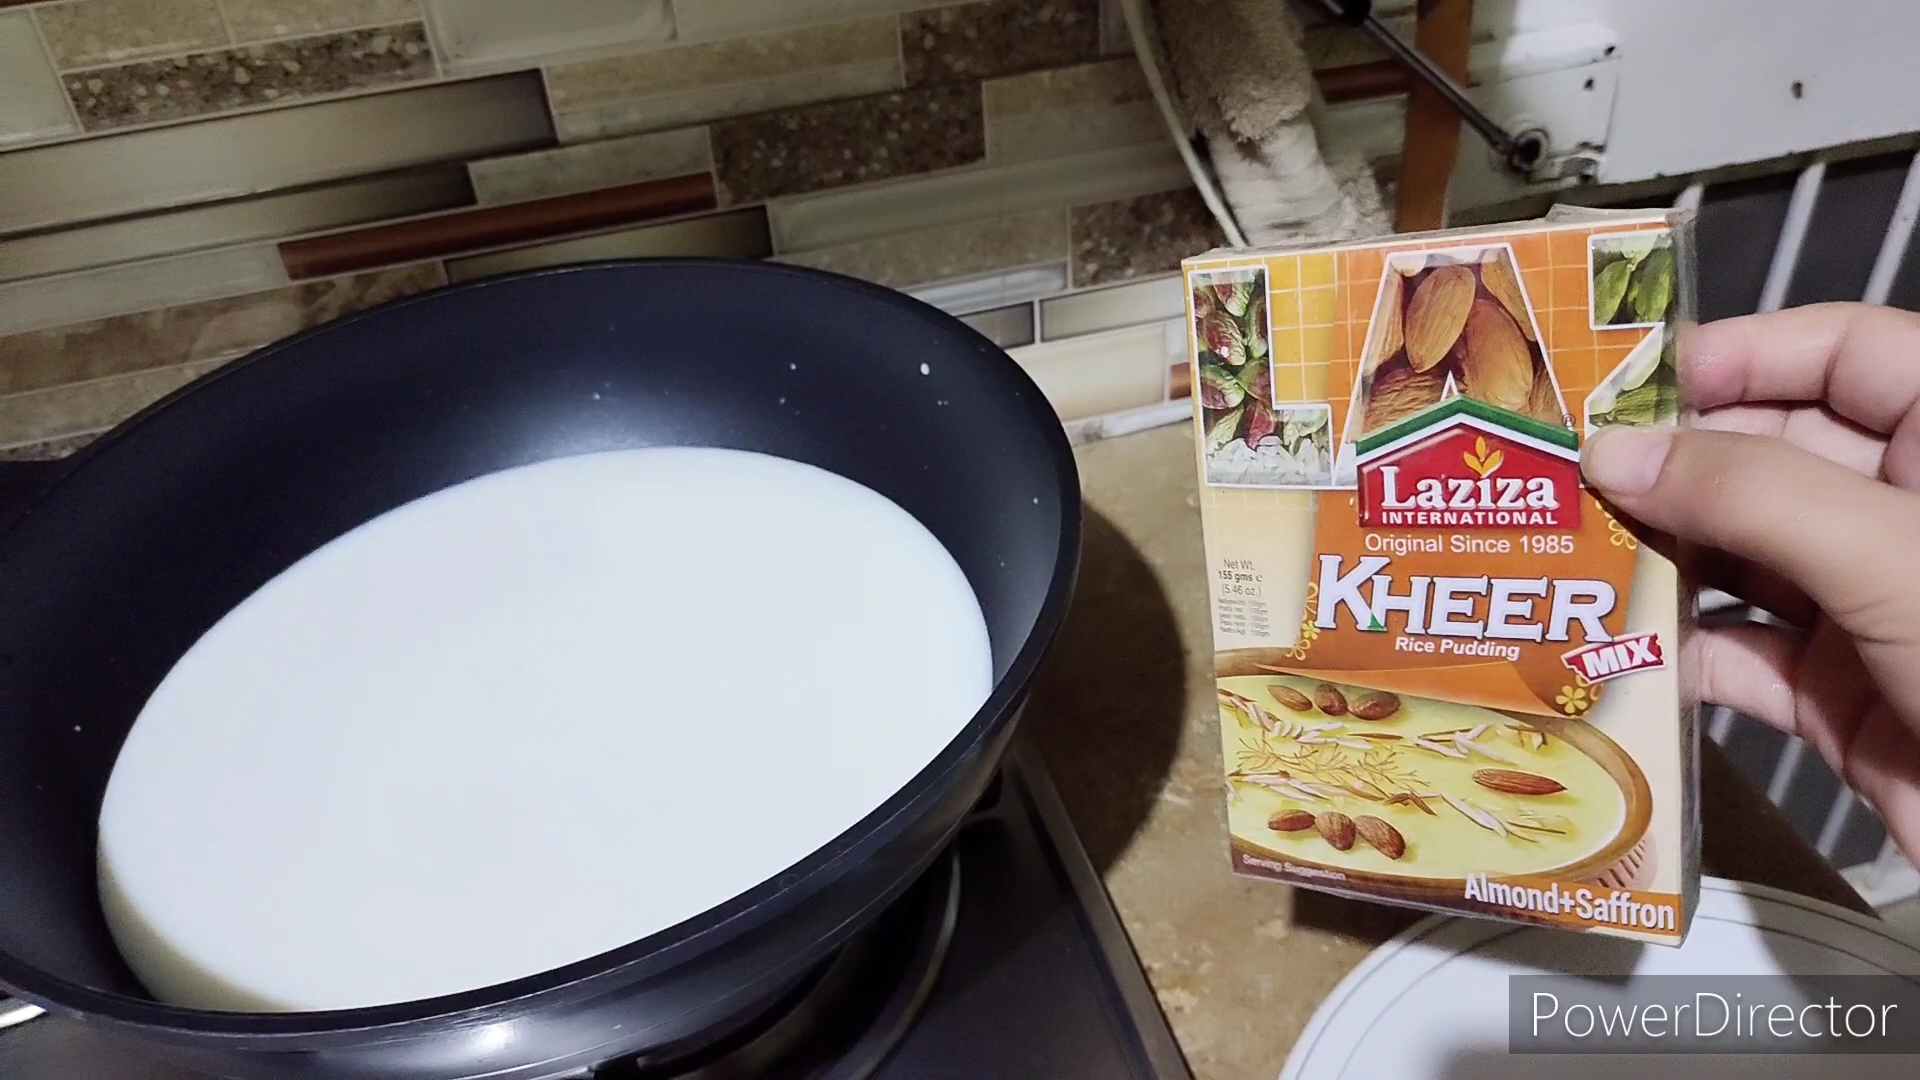 LAZ
®
Laziza
INTERNATIONAL
Original Since 1985
Net Wt.
155 gms e
(5.46 oz.)
KHEER
Rice Pudding
MIX
Serving Suggestion
Almond+Saffron
PowerDirector